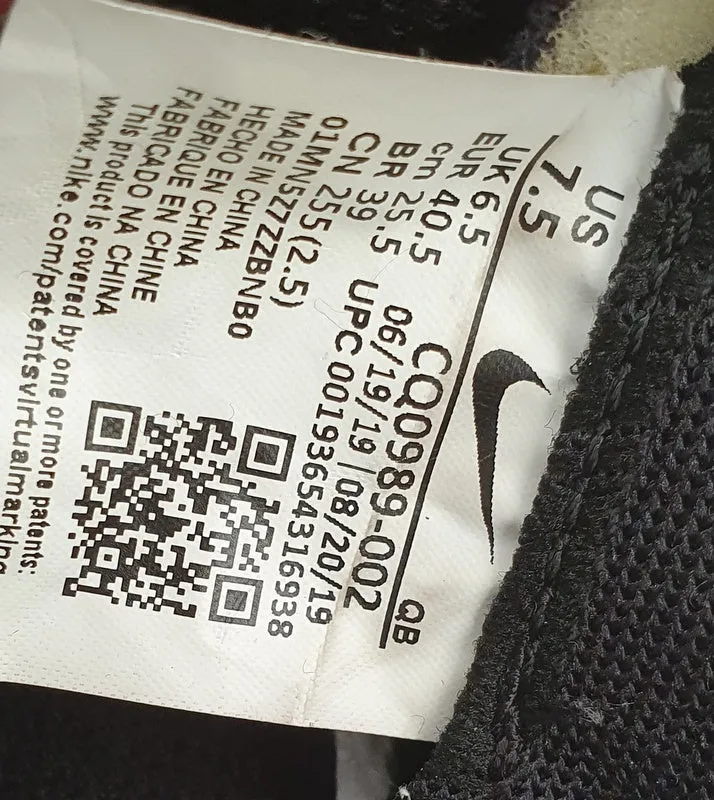 US
7.5
UK 6.5
EUR 40.5
cm 25.5
BR 39
CN 255(2.5)
01MN5Z7ZZBNB0
MADE IN CHINA
HECHO EN CHINA
FABRIQUE EN CHINE
FABRICADO NA CHINA
This product is covered by one or more patents:
www.nike.com/patentsvirtualmarking
QB
CQ0989-002
06/19/19 | 08/20/19
UPC 00193654316938